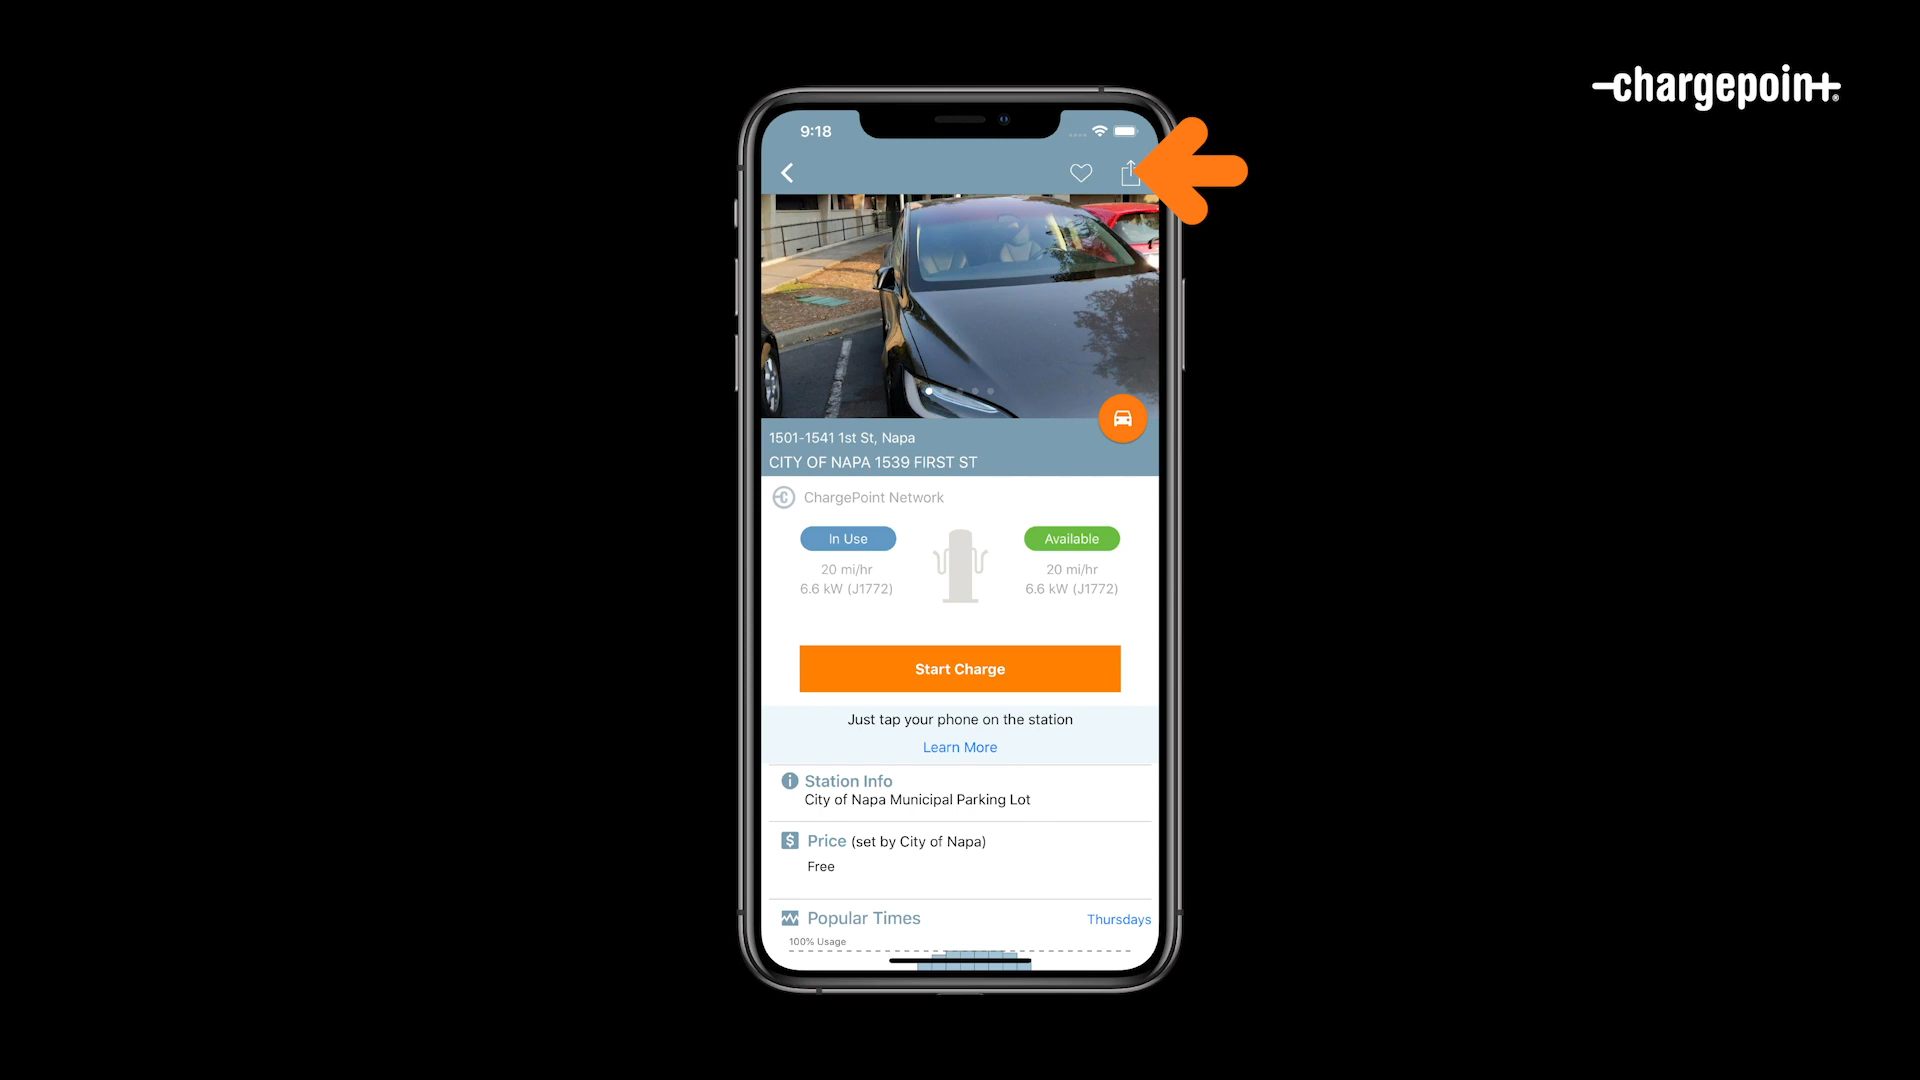 chargepoint
9:18
1501-1541 1st St, Napa
CITY OF NAPA 1539 FIRST ST
ChargePoint Network
In Use
Available
20 mi/hr
20 mi/hr
6.6 kW (J1772)
6.6 kW (J1772)
Start Charge
Just tap your phone on the station
Learn More
Station Info
City of Napa Municipal Parking Lot
Price (set by City of Napa)
Free
Popular Times
Thursdays
100% Usage